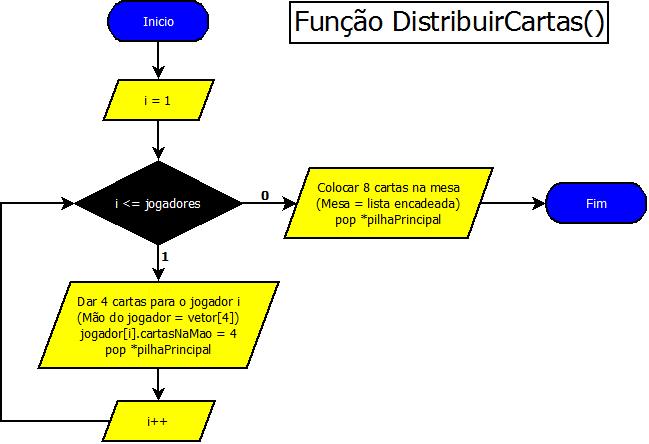 Função DistribuirCartas()
Inicio
i = 1
i <= jogadores
0
Colocar 8 cartas na mesa
(Mesa = lista encadeada)
pop *pilhaPrincipal
Fim
1
Dar 4 cartas para o jogador i
(Mão do jogador = vetor[4])
jogador[i].cartasNaMao = 4
pop *pilhaPrincipal
i++